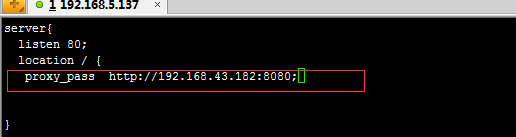 1 192.168.5.137 ×
server{
listen 80;
location / {
proxy_pass http://192.168.43.182:8080;
}